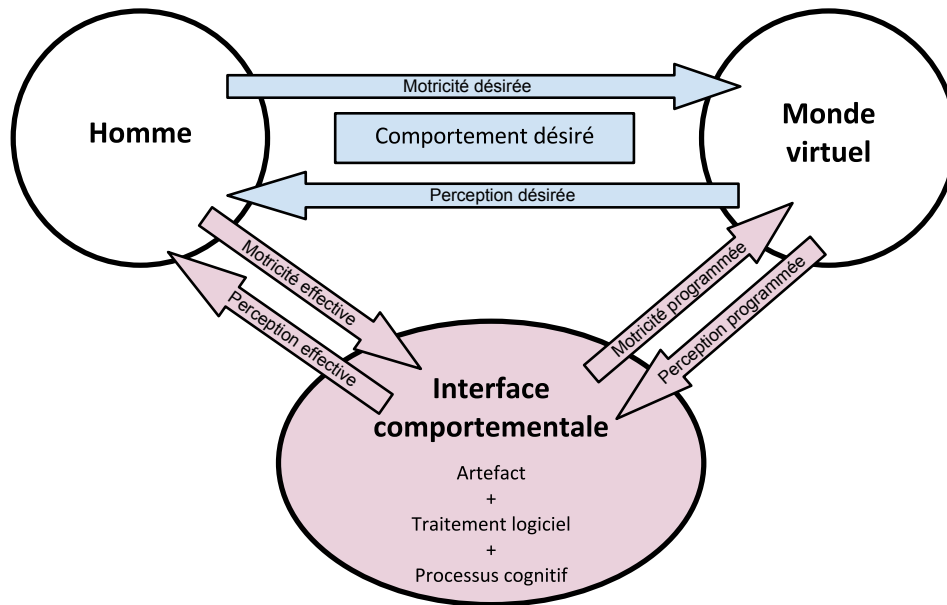 Motricité désirée
Homme
Comportement désiré
Monde
virtuel
Perception désirée
Motricité effective
Perception effective
Motricité programmée
Perception programmée
Interface
comportementale
Artefact
+
Traitement logiciel
+
Processus cognitif